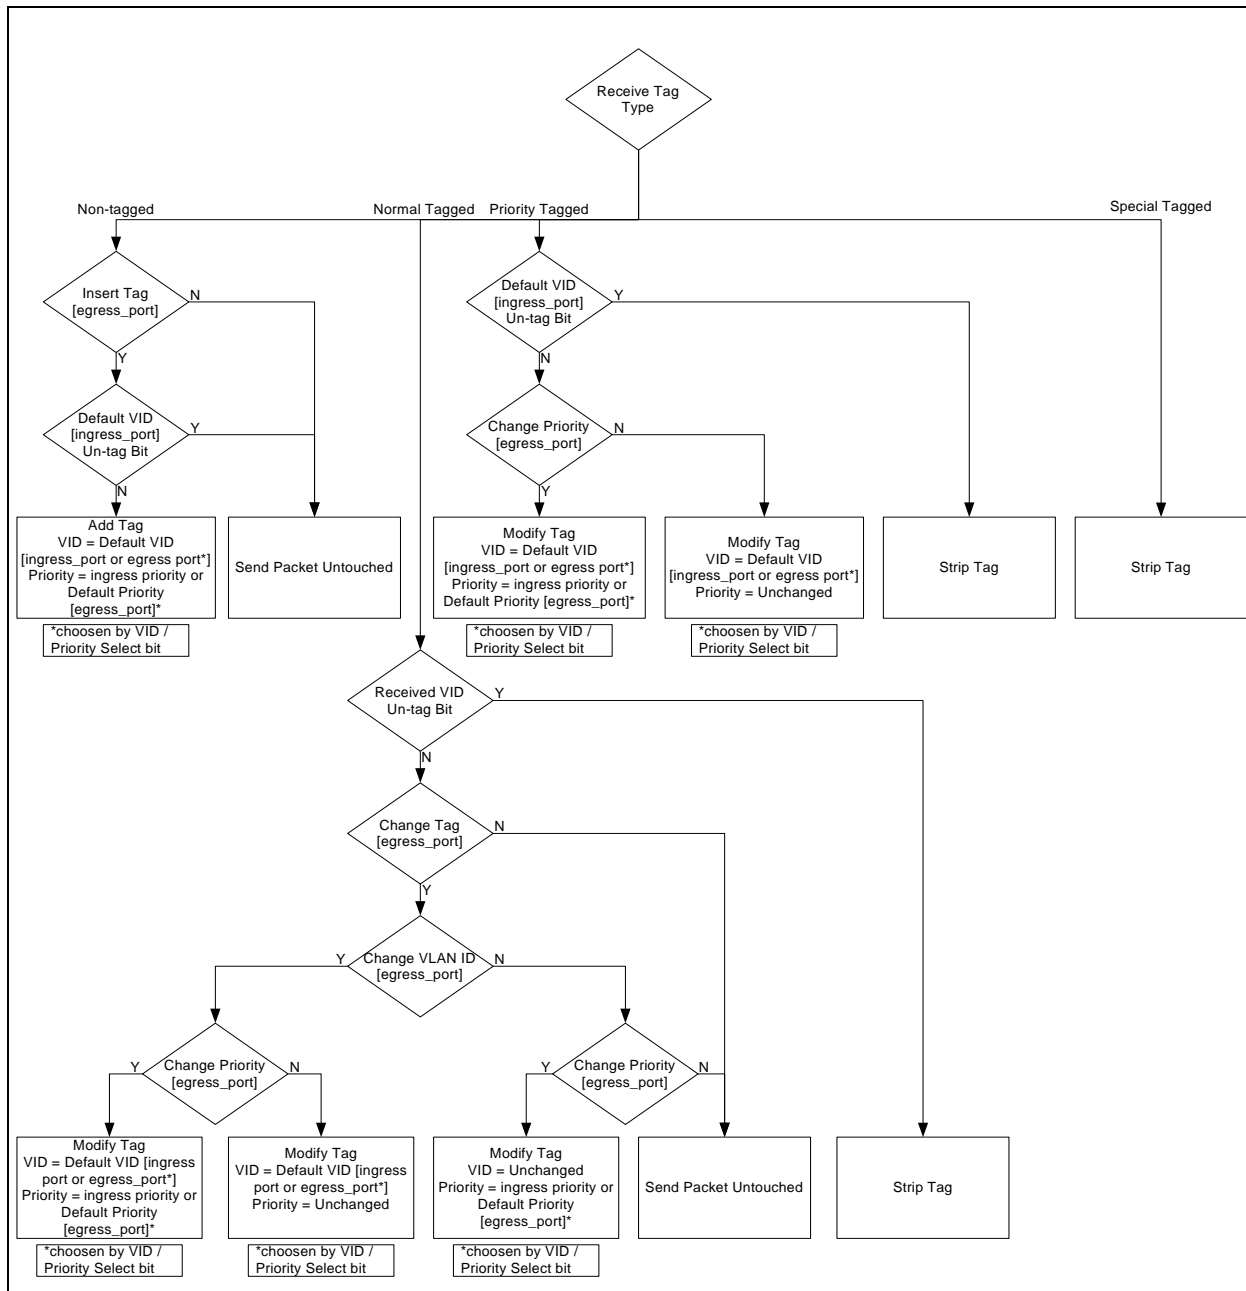 Receive Tag
Type
Non-tagged
Normal Tagged
Priority Tagged
Special Tagged
Insert Tag
[egress_port]
N
Y
Default VID
[ingress_port]
Un-tag Bit
Y
N
Default VID
[ingress_port]
Un-tag Bit
Y
N
Change Priority
[egress_port]
N
Y
Add Tag
VID = Default VID
[ingress_port or egress port*]
Priority = ingress priority or
Default Priority
[egress_port]*
*choosen by VID /
Priority Select bit
Send Packet Untouched
Modify Tag
VID = Default VID
[ingress_port or egress port*]
Priority = ingress priority or
Default Priority [egress_port]*
*choosen by VID /
Priority Select bit
Modify Tag
VID = Default VID
[ingress_port or egress port*]
Priority = Unchanged
*choosen by VID /
Priority Select bit
Strip Tag
Strip Tag
Received VID
Un-tag Bit
Y
N
Change Tag
[egress_port]
N
Y
Change VLAN ID
[egress_port]
Y
N
Change Priority
[egress_port]
Y
N
Change Priority
[egress_port]
Y
N
Modify Tag
VID = Default VID [ingress
port or egress_port*]
Priority = ingress priority or
Default Priority
[egress_port]*
*choosen by VID /
Priority Select bit
Modify Tag
VID = Default VID [ingress
port or egress_port*]
Priority = Unchanged
*choosen by VID /
Priority Select bit
Modify Tag
VID = Unchanged
Priority = ingress priority or
Default Priority
[egress_port]*
*choosen by VID /
Priority Select bit
Send Packet Untouched
Strip Tag